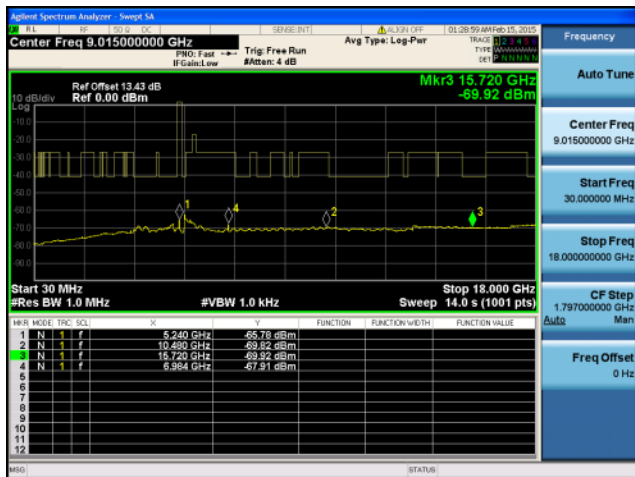 Agilent Spectrum Analyzer - Swept SA
RL RF 50 Ω DC SENSE:INT ALIGN OFF 01:28:59 AM Feb 15, 2015
Center Freq 9.015000000 GHz
PNO: Fast
IFGain:Low
Trig: Free Run
#Atten: 4 dB
Avg Type: Log-Pwr
TRACE 1 2 3 4 5 6
TYPE
DET P N N N N N
Ref Offset 13.43 dB
Ref 0.00 dBm
Mkr3 15.720 GHz
-69.92 dBm
10 dB/div
Log
-10.0
-20.0
-30.0
-40.0
-50.0
-60.0
-70.0
-80.0
-90.0
1
4
2
3
Start 30 MHz
Stop 18.000 GHz
#Res BW 1.0 MHz
#VBW 1.0 kHz
Sweep 14.0 s (1001 pts)
MKR MODE TRC SCL X Y FUNCTION FUNCTION WIDTH FUNCTION VALUE
1 N 1 f 5.240 GHz -65.78 dBm
2 N 1 f 10.480 GHz -69.82 dBm
3 N 1 f 15.720 GHz -69.92 dBm
4 N 1 f 6.984 GHz -67.91 dBm
5
6
7
8
9
10
11
12
MSG
STATUS
Frequency
Auto Tune
Center Freq
9.015000000 GHz
Start Freq
30.000000 MHz
Stop Freq
18.000000000 GHz
CF Step
1.797000000 GHz
Auto Man
Freq Offset
0 Hz